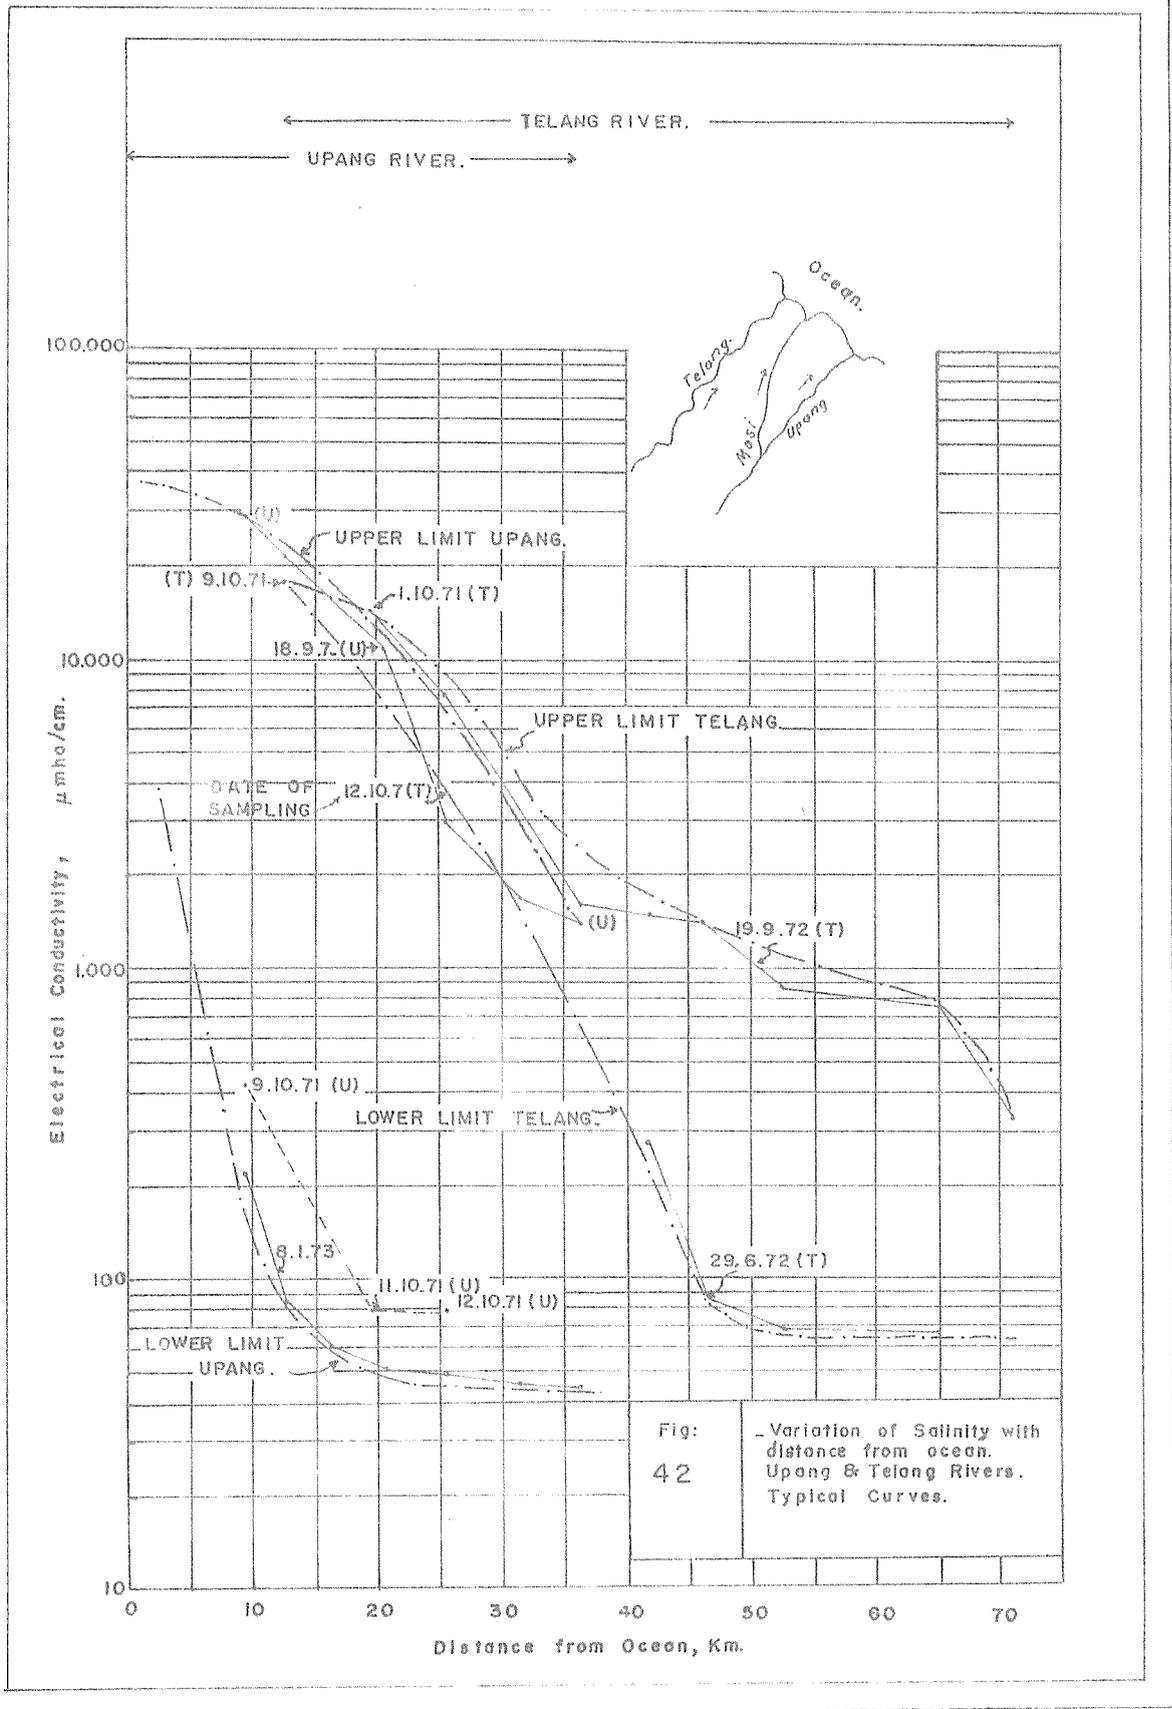 TELANG RIVER.
UPANG RIVER.
Ocean.
Telang.
Musi
Upang
100,000
(U)
UPPER LIMIT UPANG.
(T) 9.10.71.
1.10.71 (T)
18.9.7 (U)
10,000
UPPER LIMIT TELANG
DATE OF
SAMPLING
12.10.7 (T)
(U)
19.9.72 (T)
1,000
9.10.71 (U)
LOWER LIMIT TELANG.
8.1.73
29.6.72 (T)
100
11.10.71 (U)
12.10.71 (U)
LOWER LIMIT
UPANG.
Fig:
42
Variation of Salinity with
distance from ocean.
Upang & Telang Rivers.
Typical Curves.
10
0 10 20 30 40 50 60 70
Distance from Ocean, Km.
Electrical Conductivity, µmho/cm.